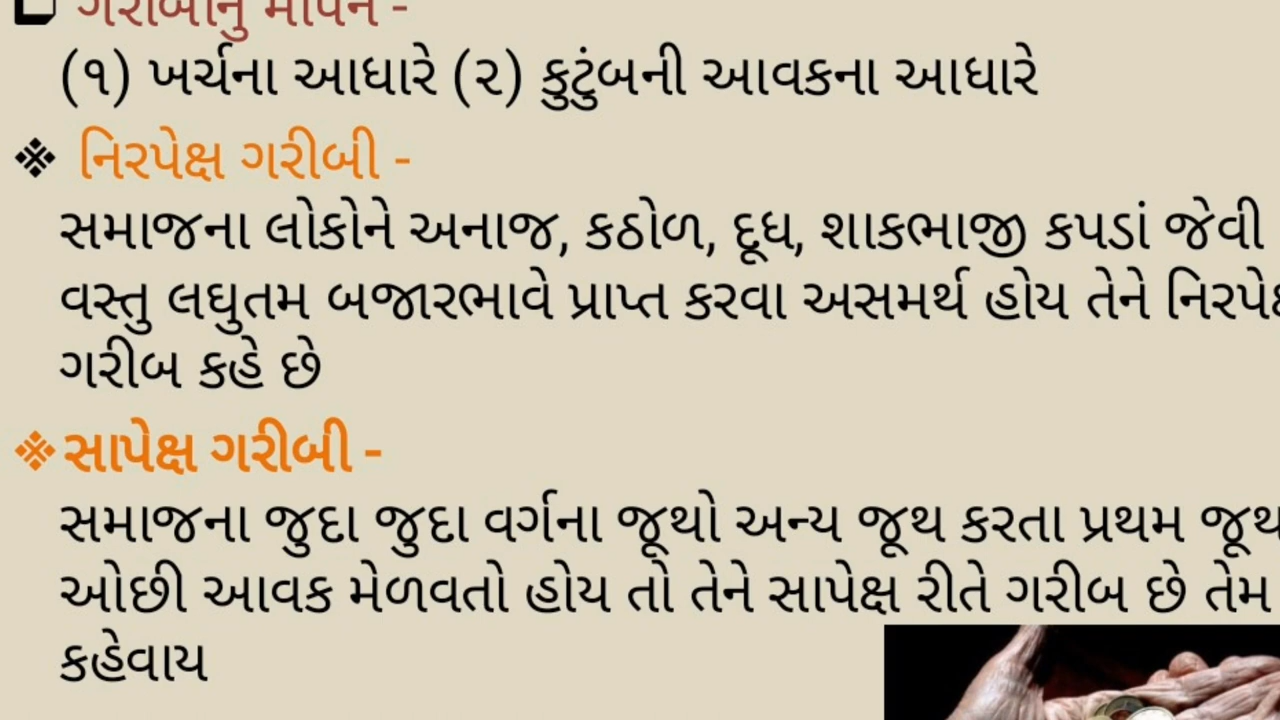 ગરીબીનું માપન -
(૧) ખર્ચના આધારે (૨) કુટુંબની આવકના આધારે
નિરપેક્ષ ગરીબી -
સમાજના લોકોને અનાજ, કઠોળ, દૂધ, શાકભાજી કપડાં જેવી
વસ્તુ લઘુતમ બજારભાવે પ્રાપ્ત કરવા અસમર્થ હોય તેને
ગરીબ કહે છે
સાપેક્ષ ગરીબી -
સમાજના જુદા જુદા વર્ગના જૂથો અન્ય જૂથ કરતા પ્રથમ જૂથ
ઓછી આવક મેળવતો હોય તો તેને સાપેક્ષ રીતે ગરીબ છે તેમ
કહેવાય